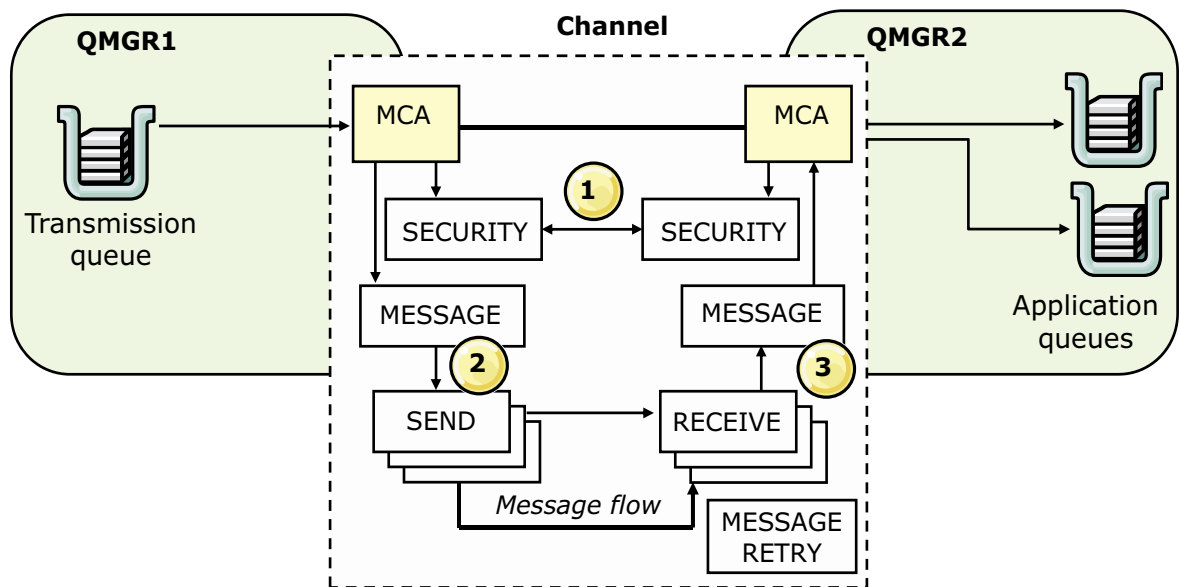 Channel
QMGR1
QMGR2
MCA
MCA
1
Transmission
queue
SECURITY
SECURITY
MESSAGE
MESSAGE
Application
queues
2
3
SEND
RECEIVE
Message flow
MESSAGE
RETRY